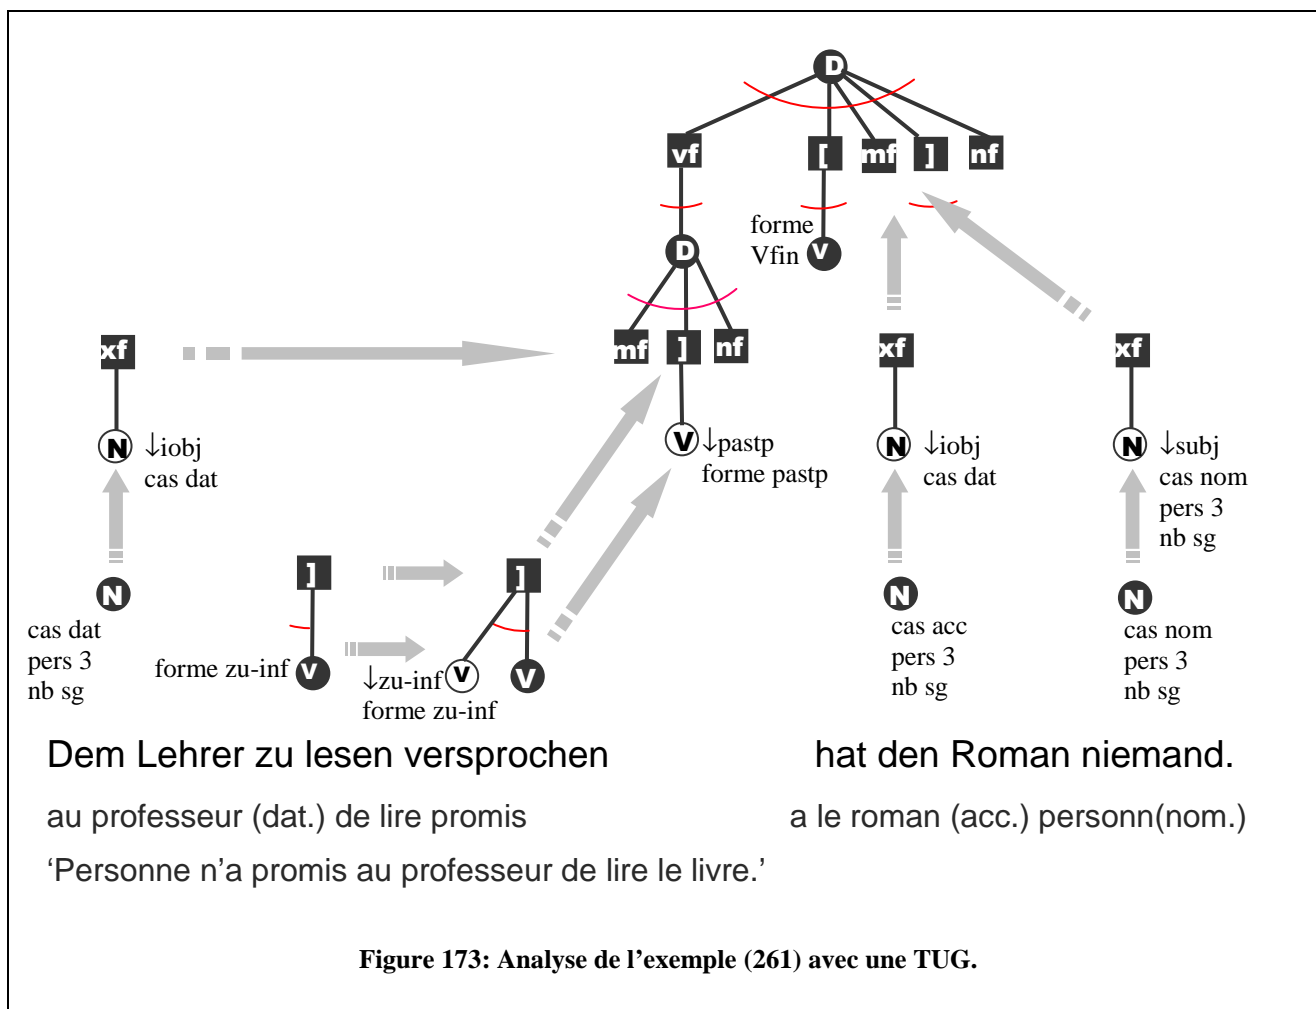 D
vf [ mf ] nf
forme
Vfin V
D
xf mf ] nf xf xf
N ↓iobj
cas dat
V ↓pastp
forme pastp
N ↓iobj
cas dat
N ↓subj
cas nom
pers 3
nb sg
] ]
N
cas dat
pers 3
nb sg
forme zu-inf V
↓zu-inf V V
forme zu-inf
N
cas acc
pers 3
nb sg
N
cas nom
pers 3
nb sg
Dem Lehrer zu lesen versprochen hat den Roman niemand.
au professeur (dat.) de lire promis a le roman (acc.) personn(nom.)
‘Personne n’a promis au professeur de lire le livre.’
Figure 173: Analyse de l’exemple (261) avec une TUG.